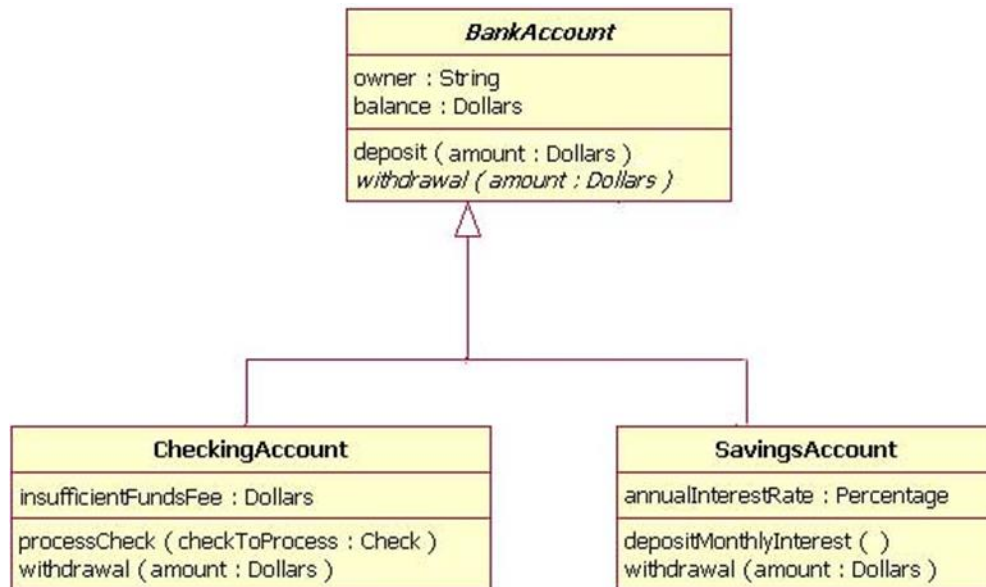 BankAccount
owner : String
balance : Dollars
deposit ( amount : Dollars )
withdrawal ( amount : Dollars )
CheckingAccount
insufficientFundsFee : Dollars
processCheck ( checkToProcess : Check )
withdrawal ( amount : Dollars )
SavingsAccount
annualInterestRate : Percentage
depositMonthlyInterest ( )
withdrawal ( amount : Dollars )